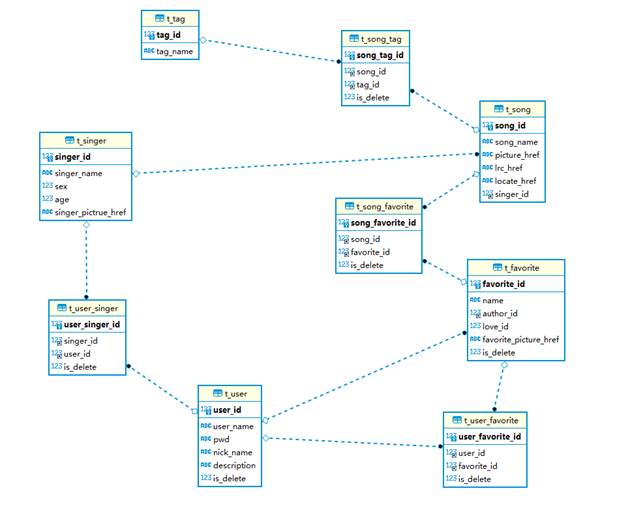 t_tag
123 tag_id
ABC tag_name
t_song_tag
123 song_tag_id
123 song_id
123 tag_id
123 is_delete
t_song
123 song_id
ABC song_name
ABC picture_href
ABC lrc_href
ABC locate_href
123 singer_id
t_singer
123 singer_id
ABC singer_name
123 sex
123 age
ABC singer_pictrue_href
t_song_favorite
123 song_favorite_id
123 song_id
123 favorite_id
123 is_delete
t_favorite
123 favorite_id
ABC name
123 author_id
123 love_id
ABC favorite_picture_href
123 is_delete
t_user_singer
123 user_singer_id
123 singer_id
123 user_id
123 is_delete
t_user
123 user_id
ABC user_name
ABC pwd
ABC nick_name
ABC description
123 is_delete
t_user_favorite
123 user_favorite_id
123 user_id
123 favorite_id
123 is_delete